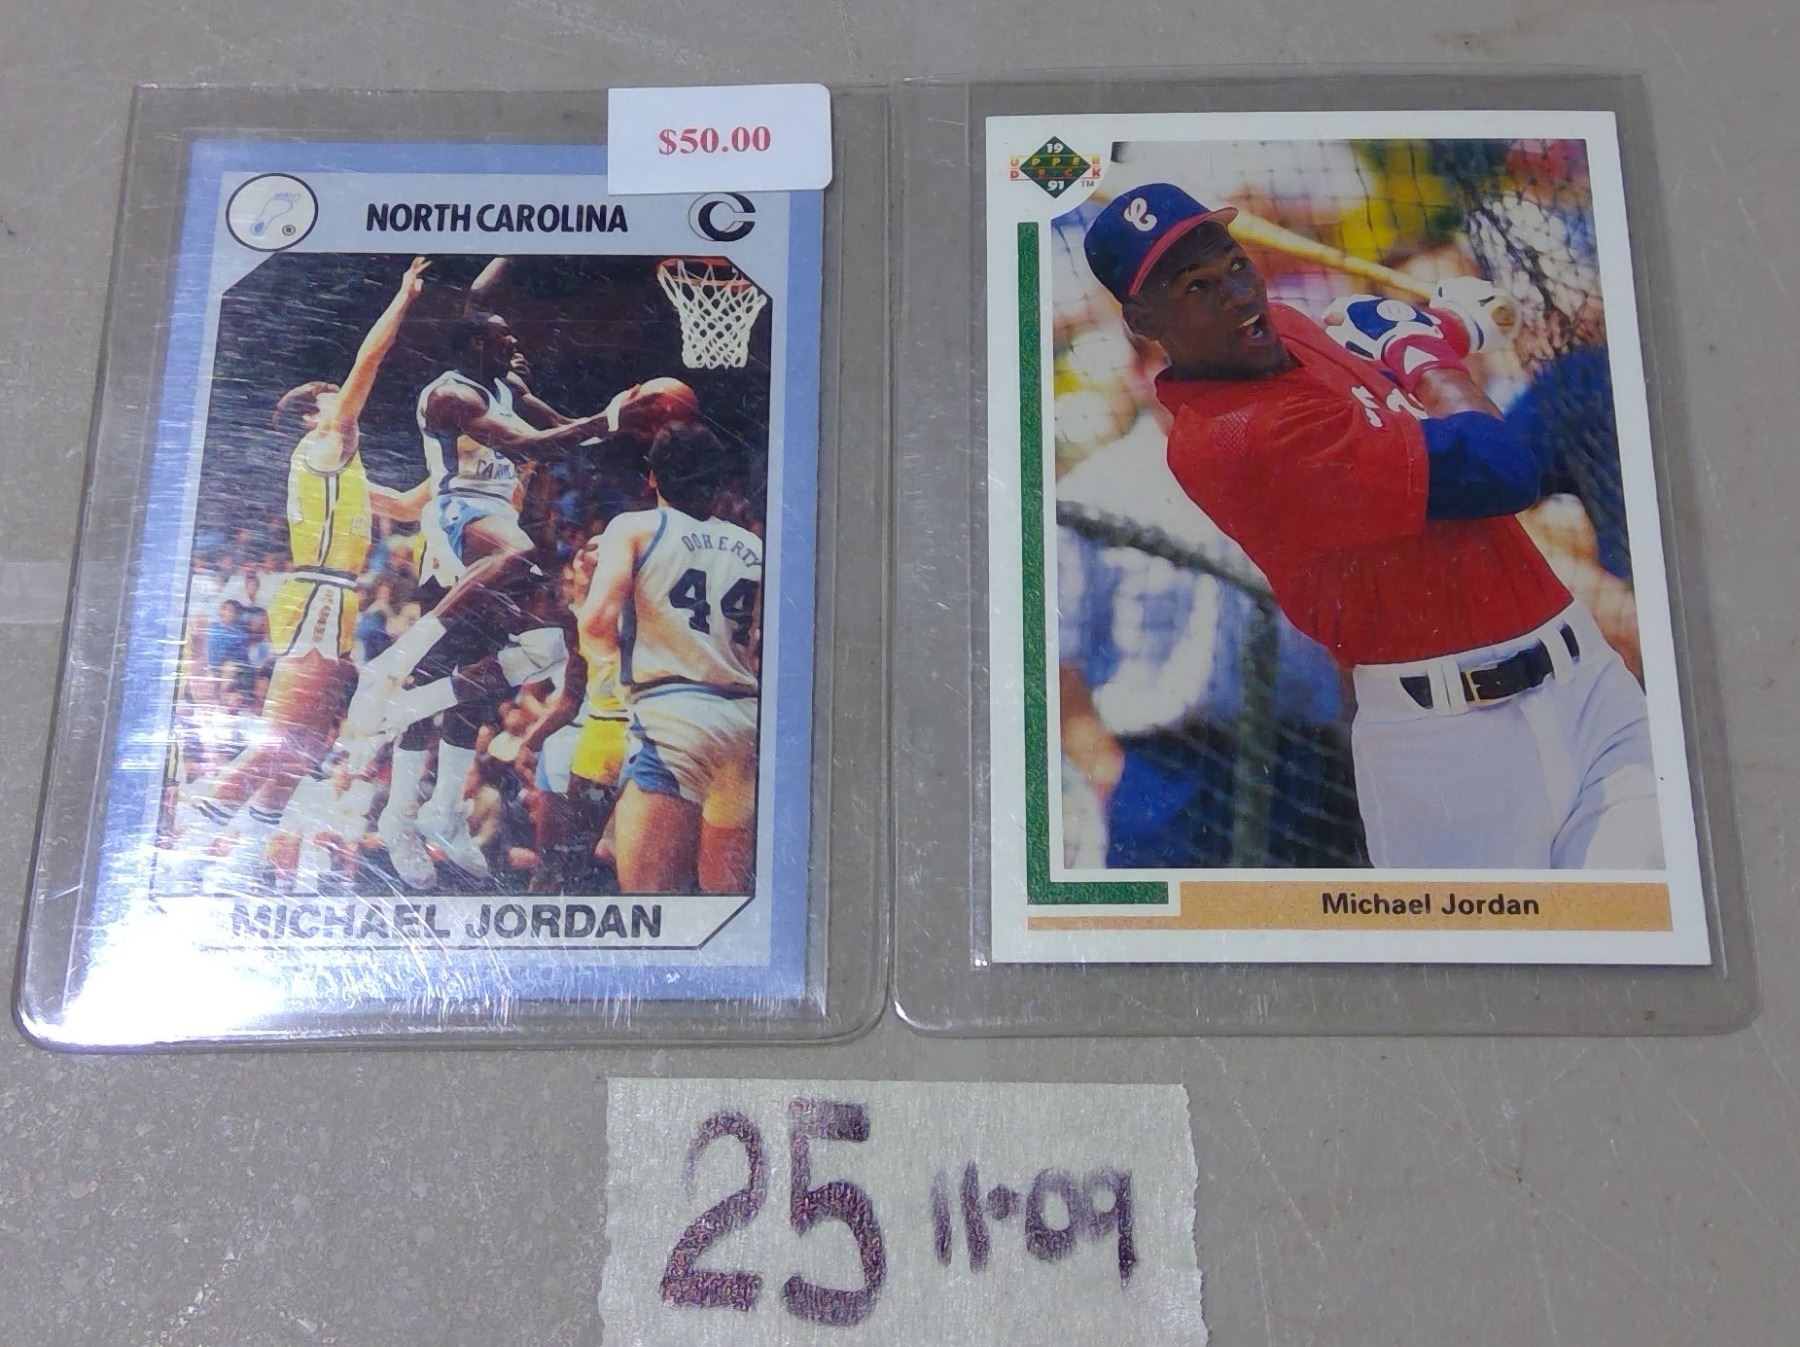 $50.00
NORTH CAROLINA
DOHERTY
44
MICHAEL JORDAN
19
UPPER
DECK
91 TM
C
Michael Jordan
25 11-09